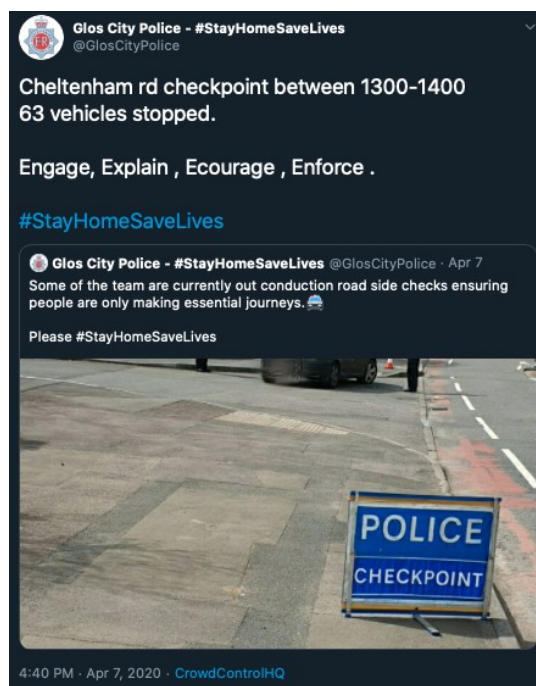 Glos City Police - #StayHomeSaveLives
@GlosCityPolice
Cheltenham rd checkpoint between 1300-1400
63 vehicles stopped.
Engage, Explain , Ecourage , Enforce .
#StayHomeSaveLives
Glos City Police - #StayHomeSaveLives @GlosCityPolice · Apr 7
Some of the team are currently out conduction road side checks ensuring
people are only making essential journeys.🚔
Please #StayHomeSaveLives
POLICE
CHECKPOINT
4:40 PM · Apr 7, 2020 · CrowdControlHQ